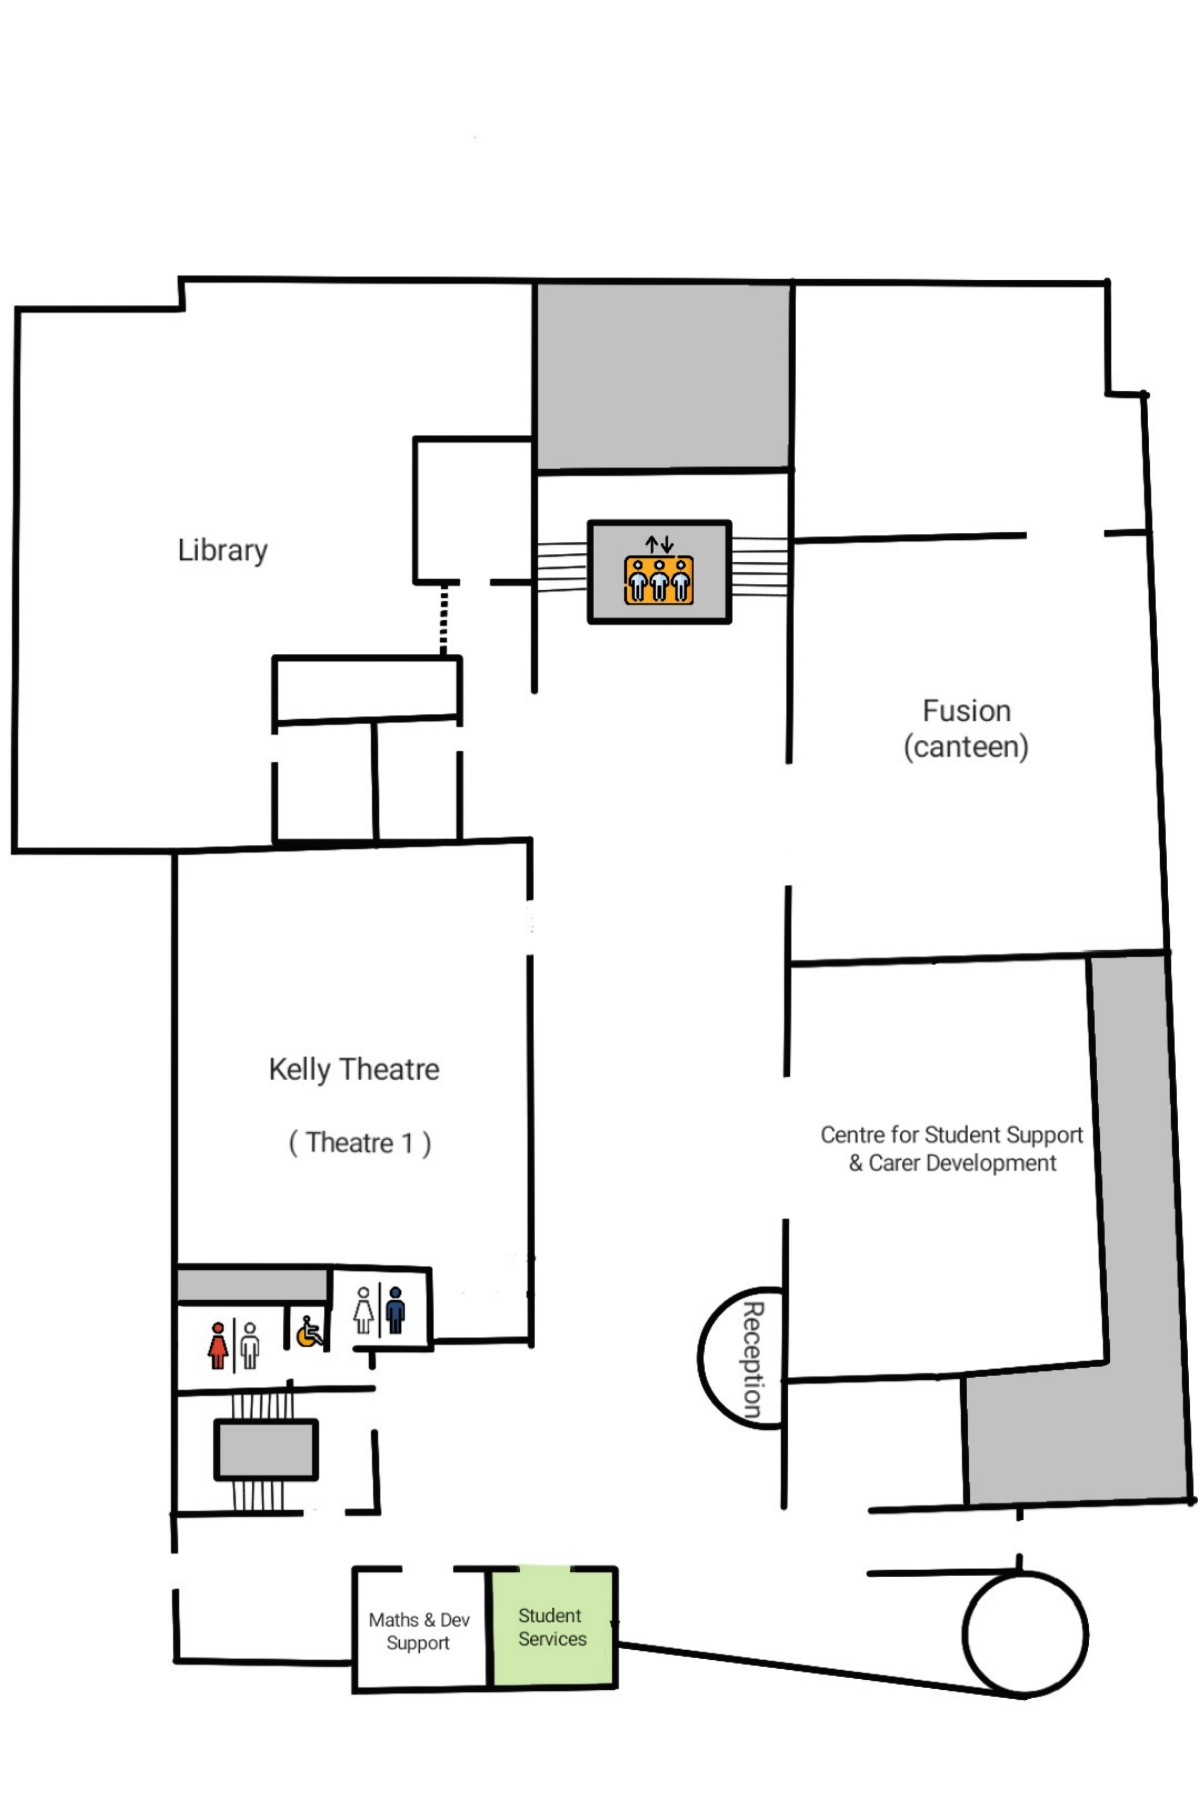 Library
Fusion
(canteen)
Kelly Theatre
( Theatre 1 )
Centre for Student Support
& Carer Development
Reception
Maths & Dev
Support
Student
Services